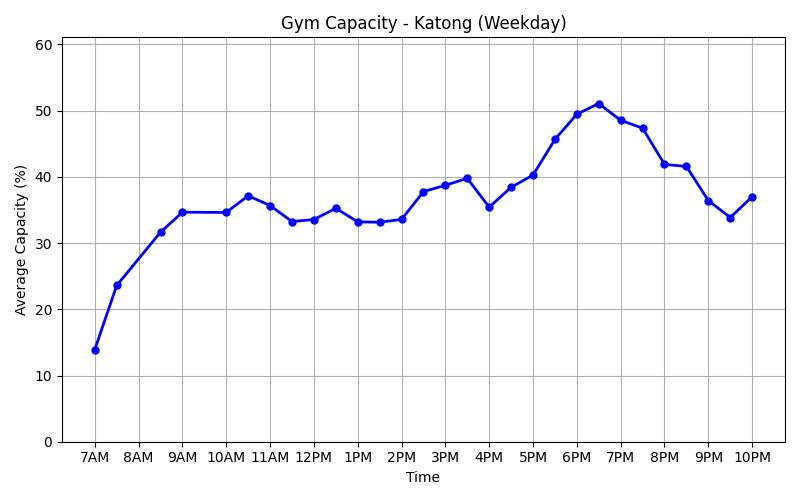 Gym Capacity - Katong (Weekday)
60
50
40
30
20
10
0
Average Capacity (%)
7AM 8AM 9AM 10AM 11AM 12PM 1PM 2PM 3PM 4PM 5PM 6PM 7PM 8PM 9PM 10PM
Time